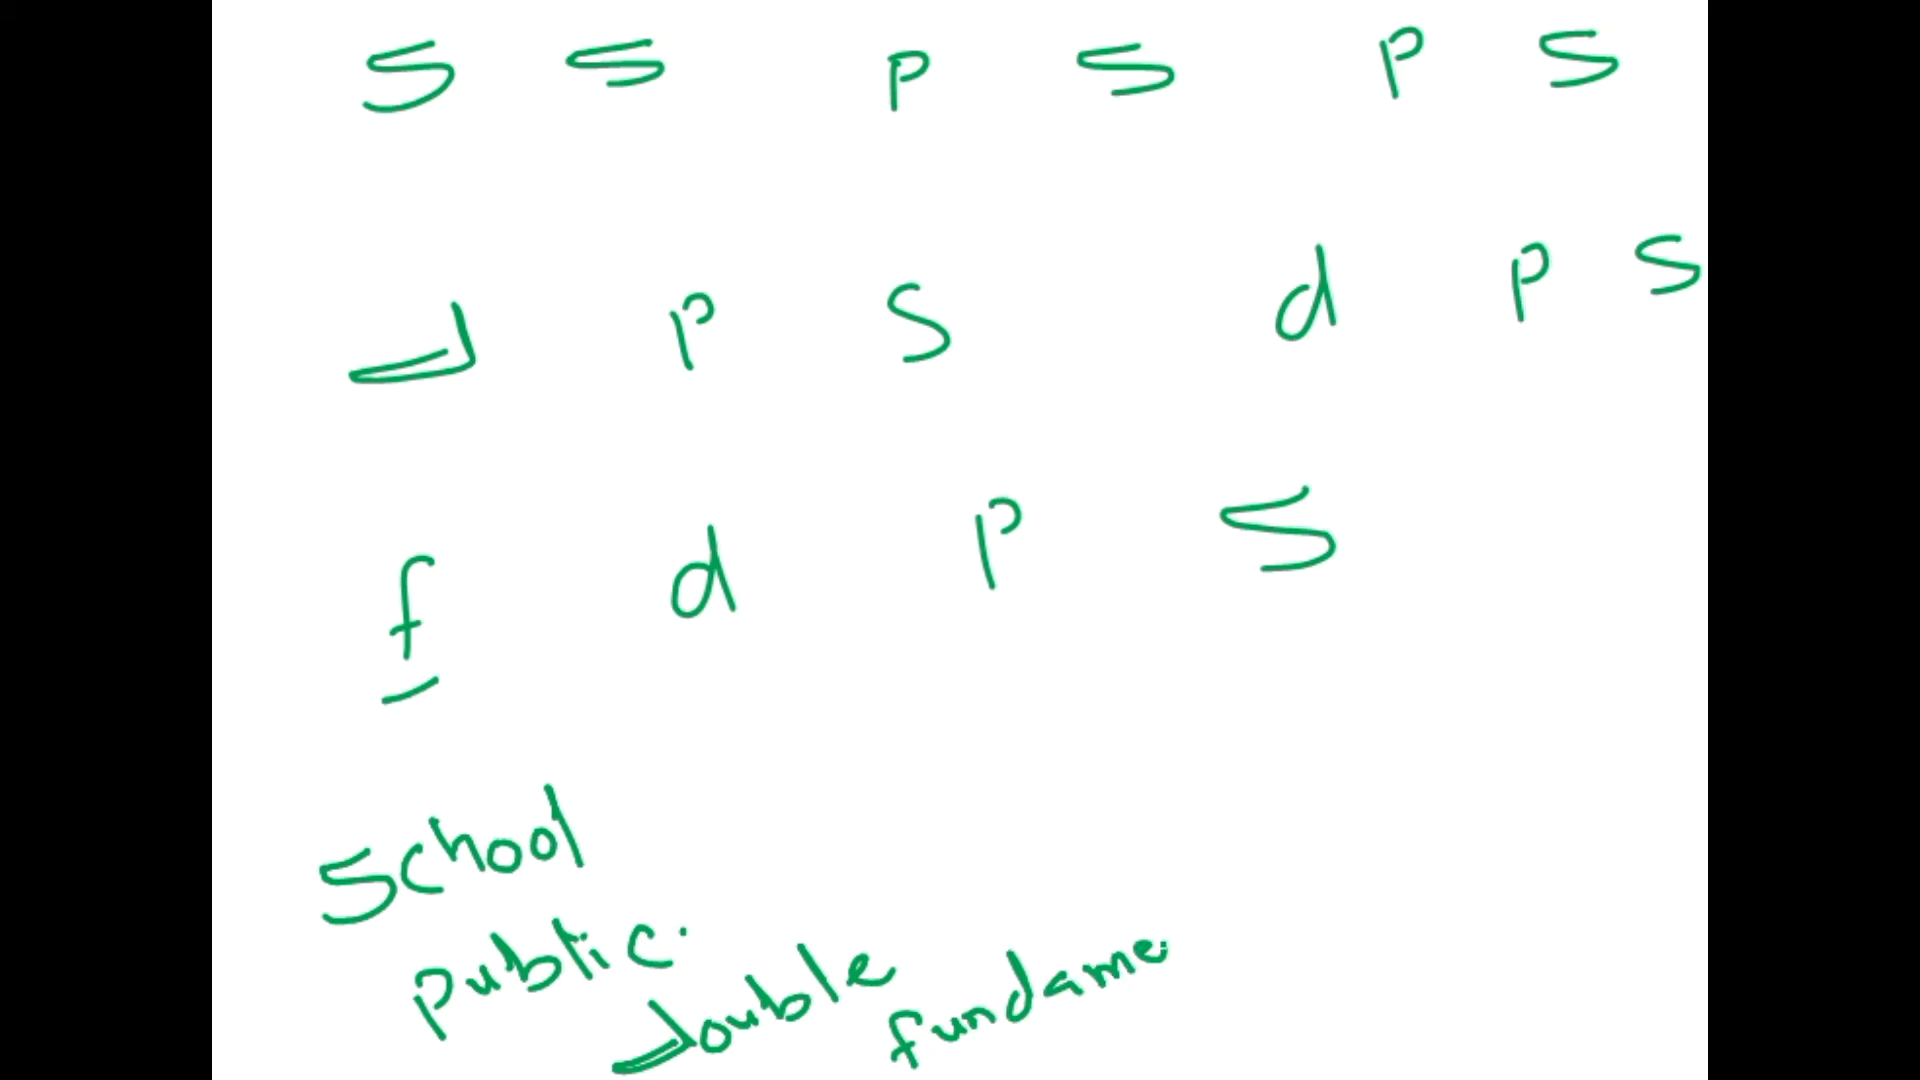 s s p s p s
d p s d p s
f d p s
School
public.
double fundame